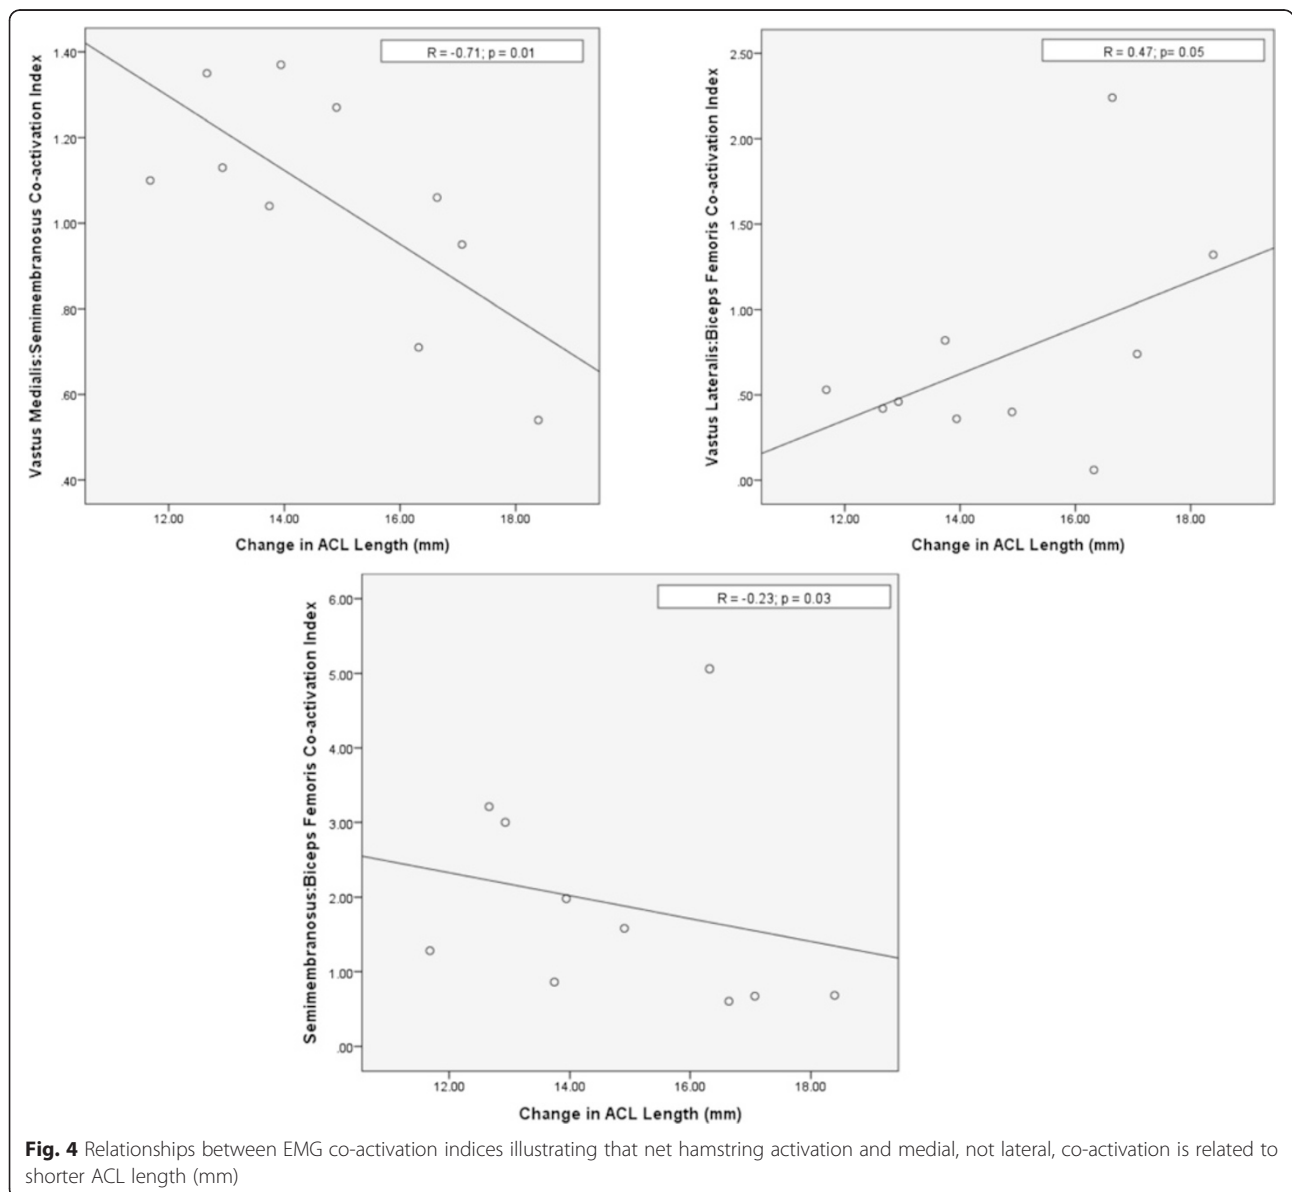 R = -0.71; p = 0.01
Vastus Medialis:Semimembranosus Co-activation Index
1.40
1.20
1.00
.80
.60
.40
12.00 14.00 16.00 18.00
Change in ACL Length (mm)
R = 0.47; p= 0.05
Vastus Lateralis:Biceps Femoris Co-activation Index
2.50
2.00
1.50
1.00
.50
.00
12.00 14.00 16.00 18.00
Change in ACL Length (mm)
R = -0.23; p = 0.03
Semimembranosus:Biceps Femoris Co-activation Index
6.00
5.00
4.00
3.00
2.00
1.00
.00
12.00 14.00 16.00 18.00
Change in ACL Length (mm)
Fig. 4 Relationships between EMG co-activation indices illustrating that net hamstring activation and medial, not lateral, co-activation is related to
shorter ACL length (mm)